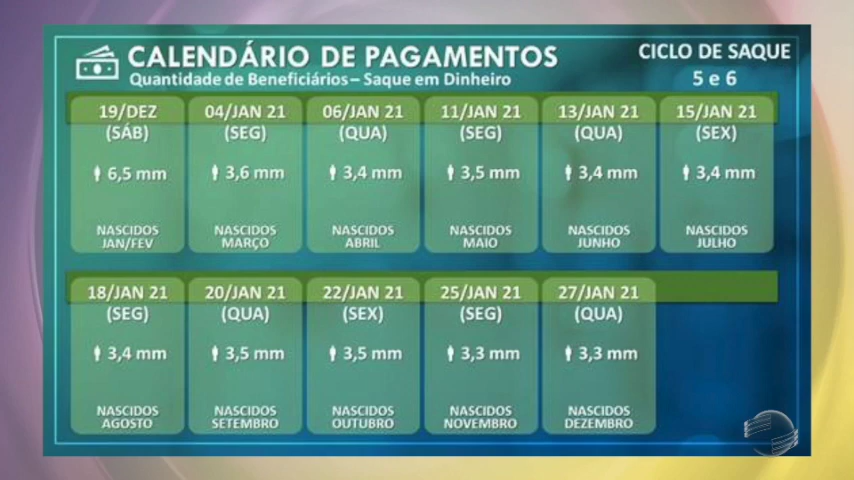 CALENDÁRIO DE PAGAMENTOS
Quantidade de Beneficiários – Saque em Dinheiro
CICLO DE SAQUE
5 e 6
19/DEZ
(SÁB)
6,5 mm
NASCIDOS
JAN/FEV
04/JAN 21
(SEG)
3,6 mm
NASCIDOS
MARÇO
06/JAN 21
(QUA)
3,4 mm
NASCIDOS
ABRIL
11/JAN 21
(SEG)
3,5 mm
NASCIDOS
MAIO
13/JAN 21
(QUA)
3,4 mm
NASCIDOS
JUNHO
15/JAN 21
(SEX)
3,4 mm
NASCIDOS
JULHO
18/JAN 21
(SEG)
3,4 mm
NASCIDOS
AGOSTO
20/JAN 21
(QUA)
3,5 mm
NASCIDOS
SETEMBRO
22/JAN 21
(SEX)
3,5 mm
NASCIDOS
OUTUBRO
25/JAN 21
(SEG)
3,3 mm
NASCIDOS
NOVEMBRO
27/JAN 21
(QUA)
3,3 mm
NASCIDOS
DEZEMBRO